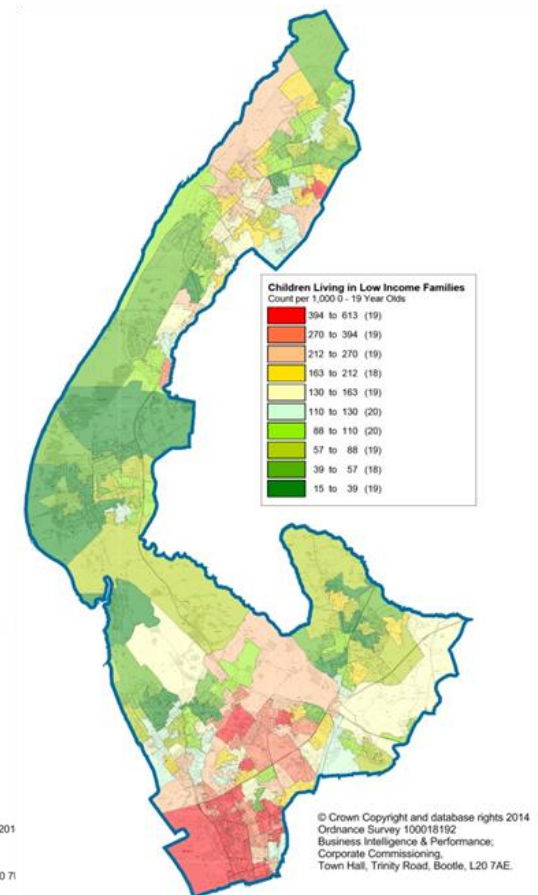 Children Living in Low Income Families
Count per 1,000 0 - 19 Year Olds
394 to 613 (19)
270 to 394 (19)
212 to 270 (19)
163 to 212 (18)
130 to 163 (19)
110 to 130 (20)
88 to 110 (20)
57 to 88 (19)
39 to 57 (18)
15 to 39 (19)
© Crown Copyright and database rights 2014
Ordnance Survey 100018192
Business Intelligence & Performance;
Corporate Commissioning,
Town Hall, Trinity Road, Bootle, L20 7AE.
201